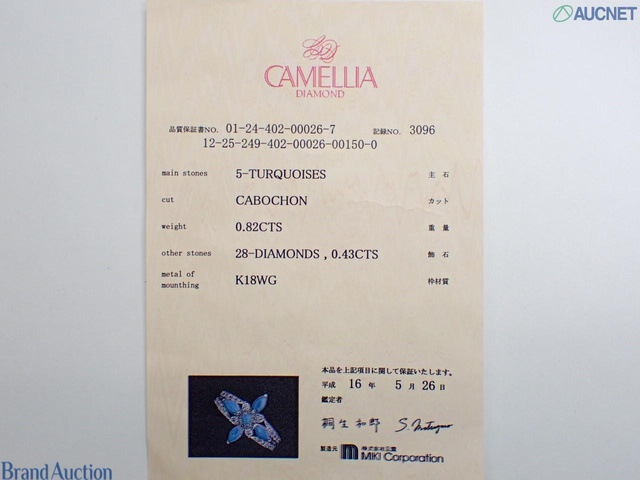 AUCNET
CAMELLIA
DIAMOND
品質保証書NO. 01-24-402-00026-7 記録NO. 3096
12-25-249-402-00026-00150-0
main stones 5-TURQUOISES 主石
cut CABOCHON カット
weight 0.82CTS 重量
other stones 28-DIAMONDS , 0.43CTS 飾石
metal of mounthing K18WG 枠材質
本品を上記項目に関して保証いたします。
平成 16 年 5 月 26 日
鑑定者
桐生和郎
製造元 株式会社三貴
MIKI Corporation
Brand Auction